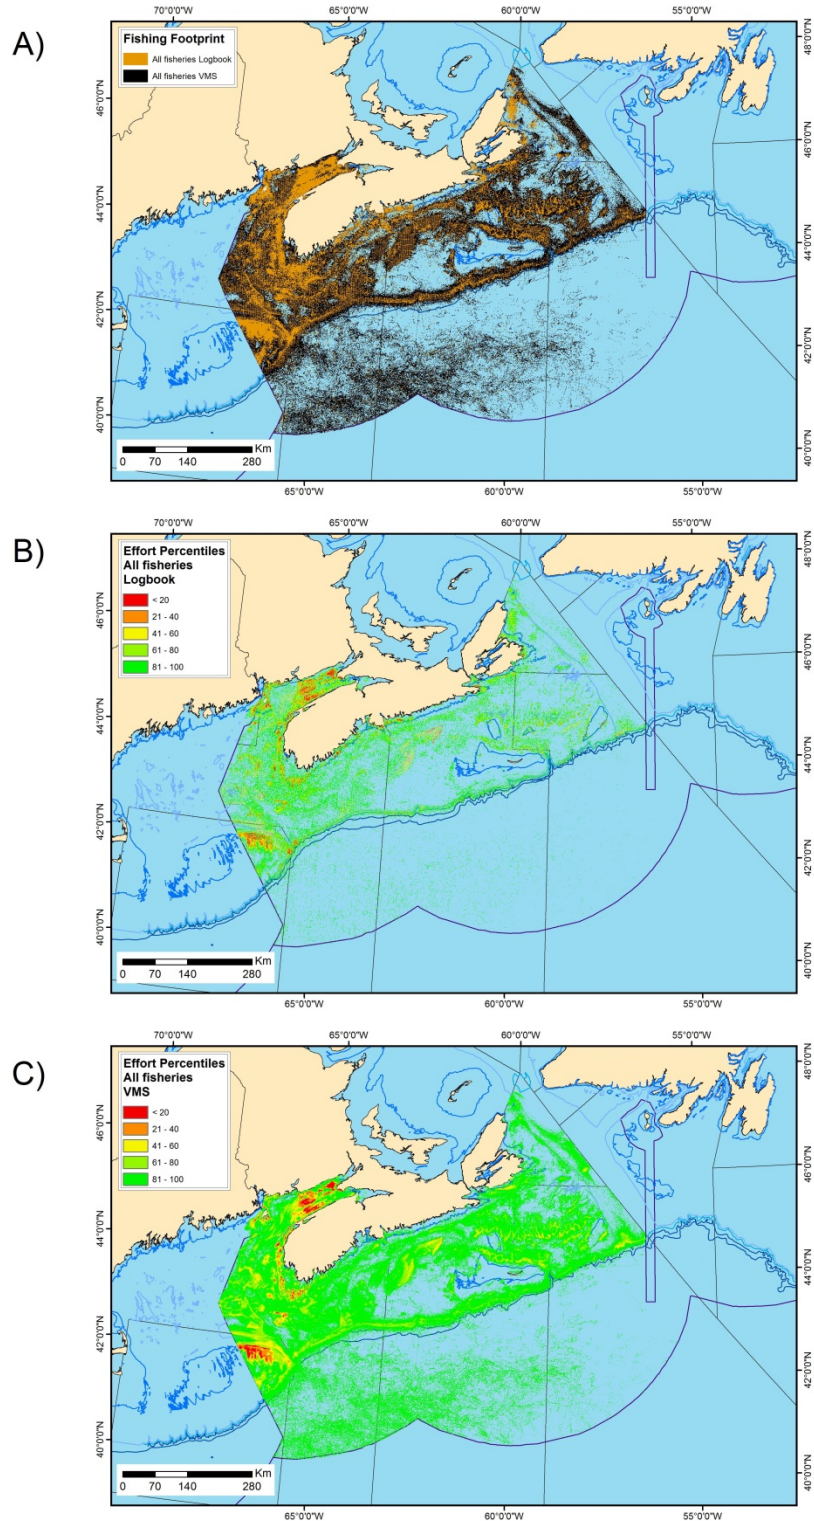 A)
70°0'0"W 65°0'0"W 60°0'0"W 55°0'0"W
Fishing Footprint
All fisheries Logbook
All fisheries VMS
48°0'0"N
46°0'0"N 46°0'0"N
44°0'0"N 44°0'0"N
42°0'0"N 42°0'0"N
40°0'0"N 40°0'0"N
Km
0 70 140 280
65°0'0"W 60°0'0"W 55°0'0"W
B)
70°0'0"W 65°0'0"W 60°0'0"W 55°0'0"W
Effort Percentiles
All fisheries
Logbook
< 20
21 - 40
41 - 60
61 - 80
81 - 100
48°0'0"N
46°0'0"N 46°0'0"N
44°0'0"N 44°0'0"N
42°0'0"N 42°0'0"N
40°0'0"N 40°0'0"N
Km
0 70 140 280
65°0'0"W 60°0'0"W 55°0'0"W
C)
70°0'0"W 65°0'0"W 60°0'0"W 55°0'0"W
Effort Percentiles
All fisheries
VMS
< 20
21 - 40
41 - 60
61 - 80
81 - 100
48°0'0"N
46°0'0"N 46°0'0"N
44°0'0"N 44°0'0"N
42°0'0"N 42°0'0"N
40°0'0"N 40°0'0"N
Km
0 70 140 280
65°0'0"W 60°0'0"W 55°0'0"W